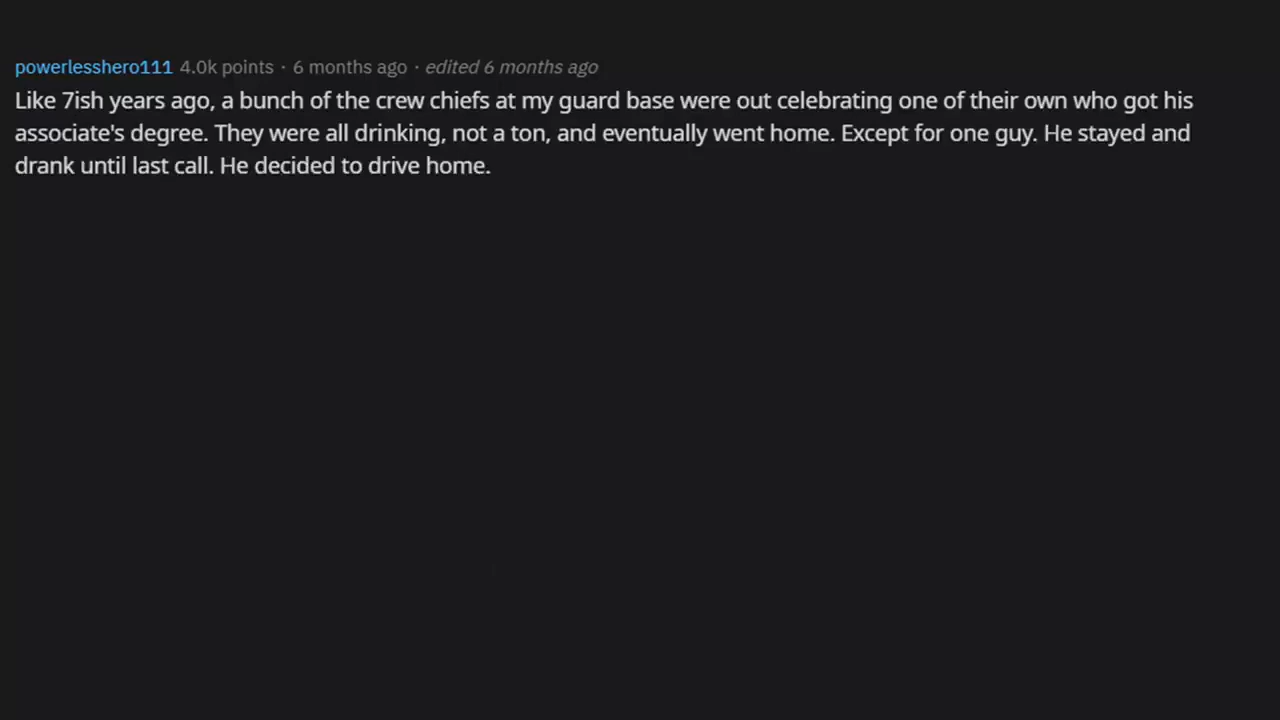 powerlesshero111 4.0k points · 6 months ago · edited 6 months ago
Like 7ish years ago, a bunch of the crew chiefs at my guard base were out celebrating one of their own who got his
associate's degree. They were all drinking, not a ton, and eventually went home. Except for one guy. He stayed and
drank until last call. He decided to drive home.